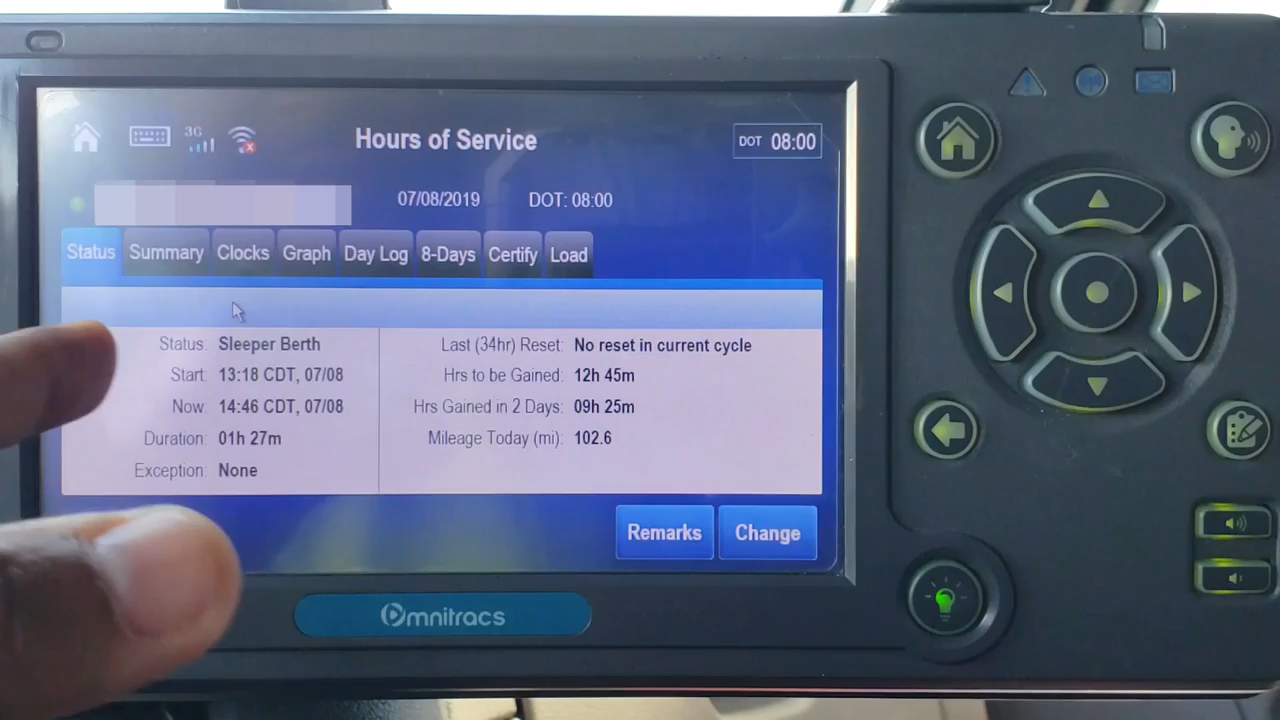 3G
Hours of Service
DOT 08:00
07/08/2019 DOT: 08:00
Status Summary Clocks Graph Day Log 8-Days Certify Load
Status: Sleeper Berth
Start: 13:18 CDT, 07/08
Now: 14:46 CDT, 07/08
Duration: 01h 27m
Exception: None
Last (34hr) Reset: No reset in current cycle
Hrs to be Gained: 12h 45m
Hrs Gained in 2 Days: 09h 25m
Mileage Today (mi): 102.6
Remarks Change
Omnitracs